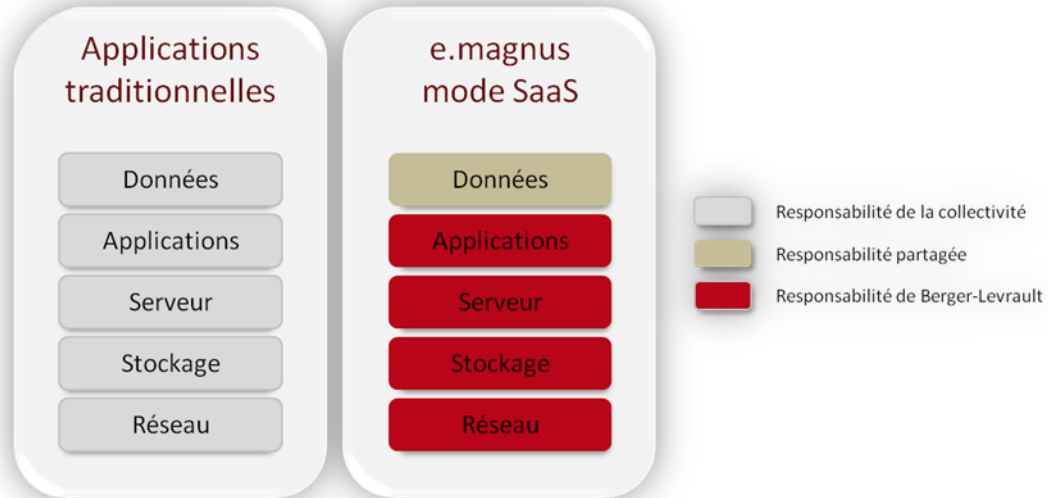 Applications
traditionnelles
Données
Applications
Serveur
Stockage
Réseau
e.magnus
mode SaaS
Données
Applications
Serveur
Stockage
Réseau
Responsabilité de la collectivité
Responsabilité partagée
Responsabilité de Berger-Levrault